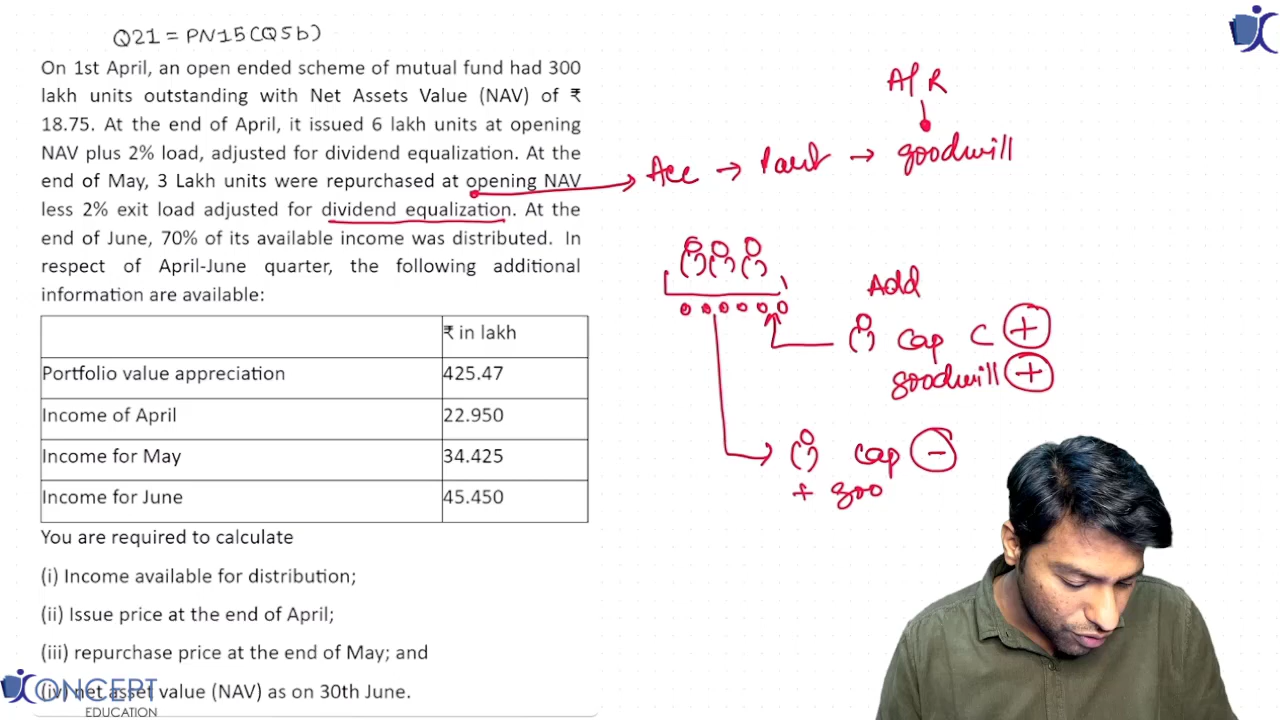 Q21 = PN15(Q5b)
On 1st April, an open ended scheme of mutual fund had 300
lakh units outstanding with Net Assets Value (NAV) of ₹
18.75. At the end of April, it issued 6 lakh units at opening
NAV plus 2% load, adjusted for dividend equalization. At the
end of May, 3 Lakh units were repurchased at opening NAV
less 2% exit load adjusted for dividend equalization. At the
end of June, 70% of its available income was distributed. In
respect of April-June quarter, the following additional
information are available:
₹ in lakh
Portfolio value appreciation 425.47
Income of April 22.950
Income for May 34.425
Income for June 45.450
You are required to calculate
(i) Income available for distribution;
(ii) Issue price at the end of April;
(iii) repurchase price at the end of May; and
(iv) net asset value (NAV) as on 30th June.
CONCEPT
EDUCATION
A/R
Acc → Part → goodwill
Add
cap C +
goodwill +
cap -
+ goo